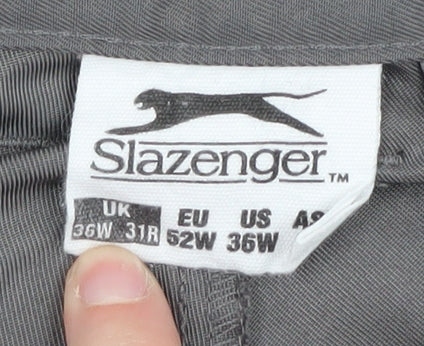 Slazenger™
UK EU US AS
36W 31R 52W 36W